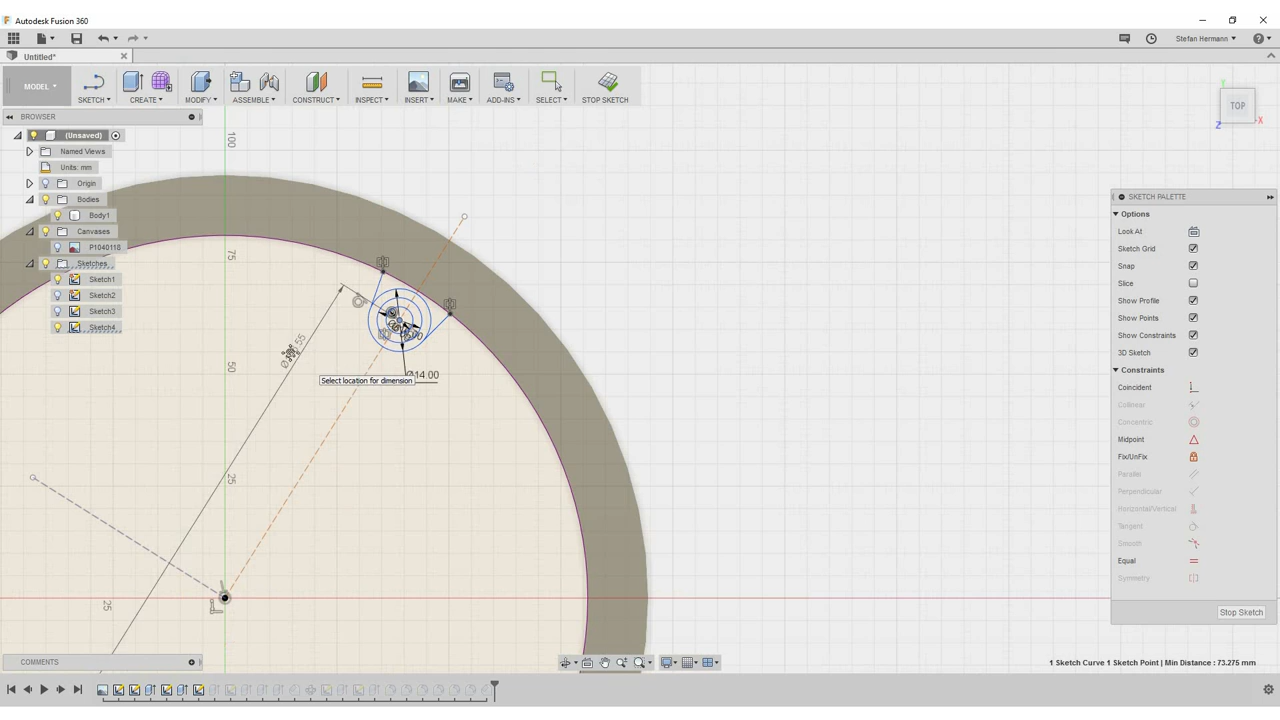 Autodesk Fusion 360
Stefan Hermann
Untitled*
MODEL
SKETCH
CREATE
MODIFY
ASSEMBLE
CONSTRUCT
INSPECT
INSERT
MAKE
ADD-INS
SELECT
STOP SKETCH
BROWSER
(Unsaved)
Named Views
Units: mm
Origin
Bodies
Body1
Canvases
P1040118
Sketches
Sketch1
Sketch2
Sketch3
Sketch4
100
75
50
25
25
Select location for dimension
Ø14.00
TOP
X
Y
Z
SKETCH PALETTE
Options
Look At
Sketch Grid
Snap
Slice
Show Profile
Show Points
Show Constraints
3D Sketch
Constraints
Coincident
Collinear
Concentric
Midpoint
Fix/UnFix
Parallel
Perpendicular
Horizontal/Vertical
Tangent
Smooth
Equal
Symmetry
Stop Sketch
COMMENTS
1 Sketch Curve 1 Sketch Point | Min Distance : 73.275 mm